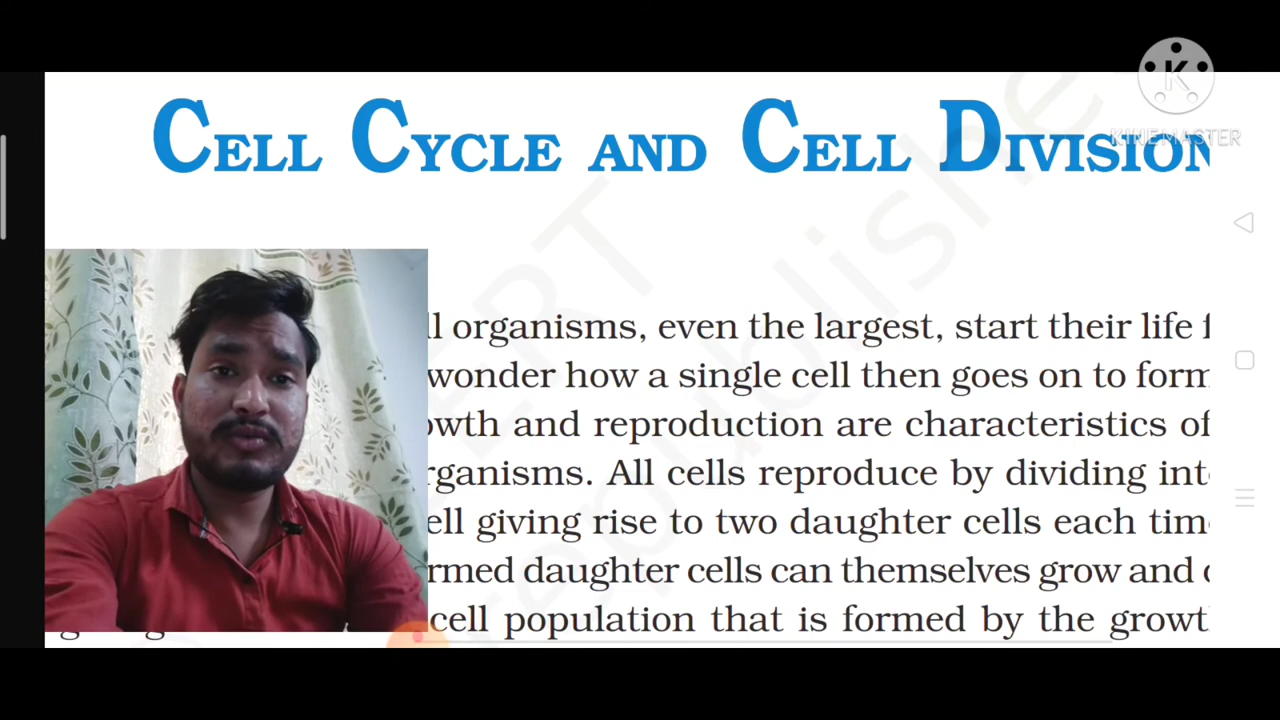 CELL CYCLE AND CELL DIVISION
KINEMASTER
ll organisms, even the largest, start their life f
wonder how a single cell then goes on to form
owth and reproduction are characteristics of
rganisms. All cells reproduce by dividing int
ell giving rise to two daughter cells each tim
rmed daughter cells can themselves grow and
cell population that is formed by the growt